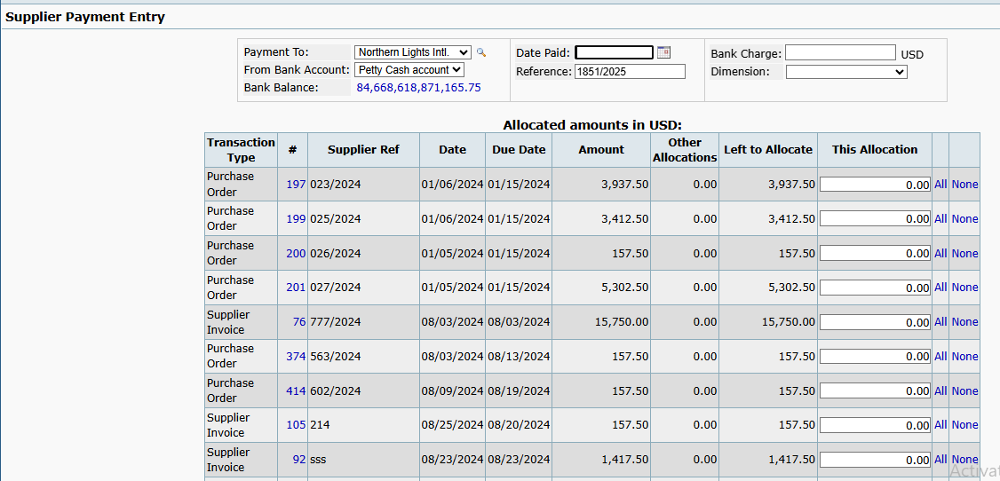 Supplier Payment Entry
Payment To: Northern Lights Intl. Date Paid: Bank Charge: USD
From Bank Account: Petty Cash account Reference: 1851/2025 Dimension:
Bank Balance: 84,668,618,871,165.75
Allocated amounts in USD:
Transaction Type # Supplier Ref Date Due Date Amount Other Allocations Left to Allocate This Allocation
Purchase Order 197 023/2024 01/06/2024 01/15/2024 3,937.50 0.00 3,937.50 0.00 All None
Purchase Order 199 025/2024 01/06/2024 01/15/2024 3,412.50 0.00 3,412.50 0.00 All None
Purchase Order 200 026/2024 01/05/2024 01/15/2024 157.50 0.00 157.50 0.00 All None
Purchase Order 201 027/2024 01/05/2024 01/15/2024 5,302.50 0.00 5,302.50 0.00 All None
Supplier Invoice 76 777/2024 08/03/2024 08/03/2024 15,750.00 0.00 15,750.00 0.00 All None
Purchase Order 374 563/2024 08/03/2024 08/13/2024 157.50 0.00 157.50 0.00 All None
Purchase Order 414 602/2024 08/09/2024 08/19/2024 157.50 0.00 157.50 0.00 All None
Supplier Invoice 105 214 08/25/2024 08/20/2024 157.50 0.00 157.50 0.00 All None
Supplier Invoice 92 sss 08/23/2024 08/23/2024 1,417.50 0.00 1,417.50 0.00 All None